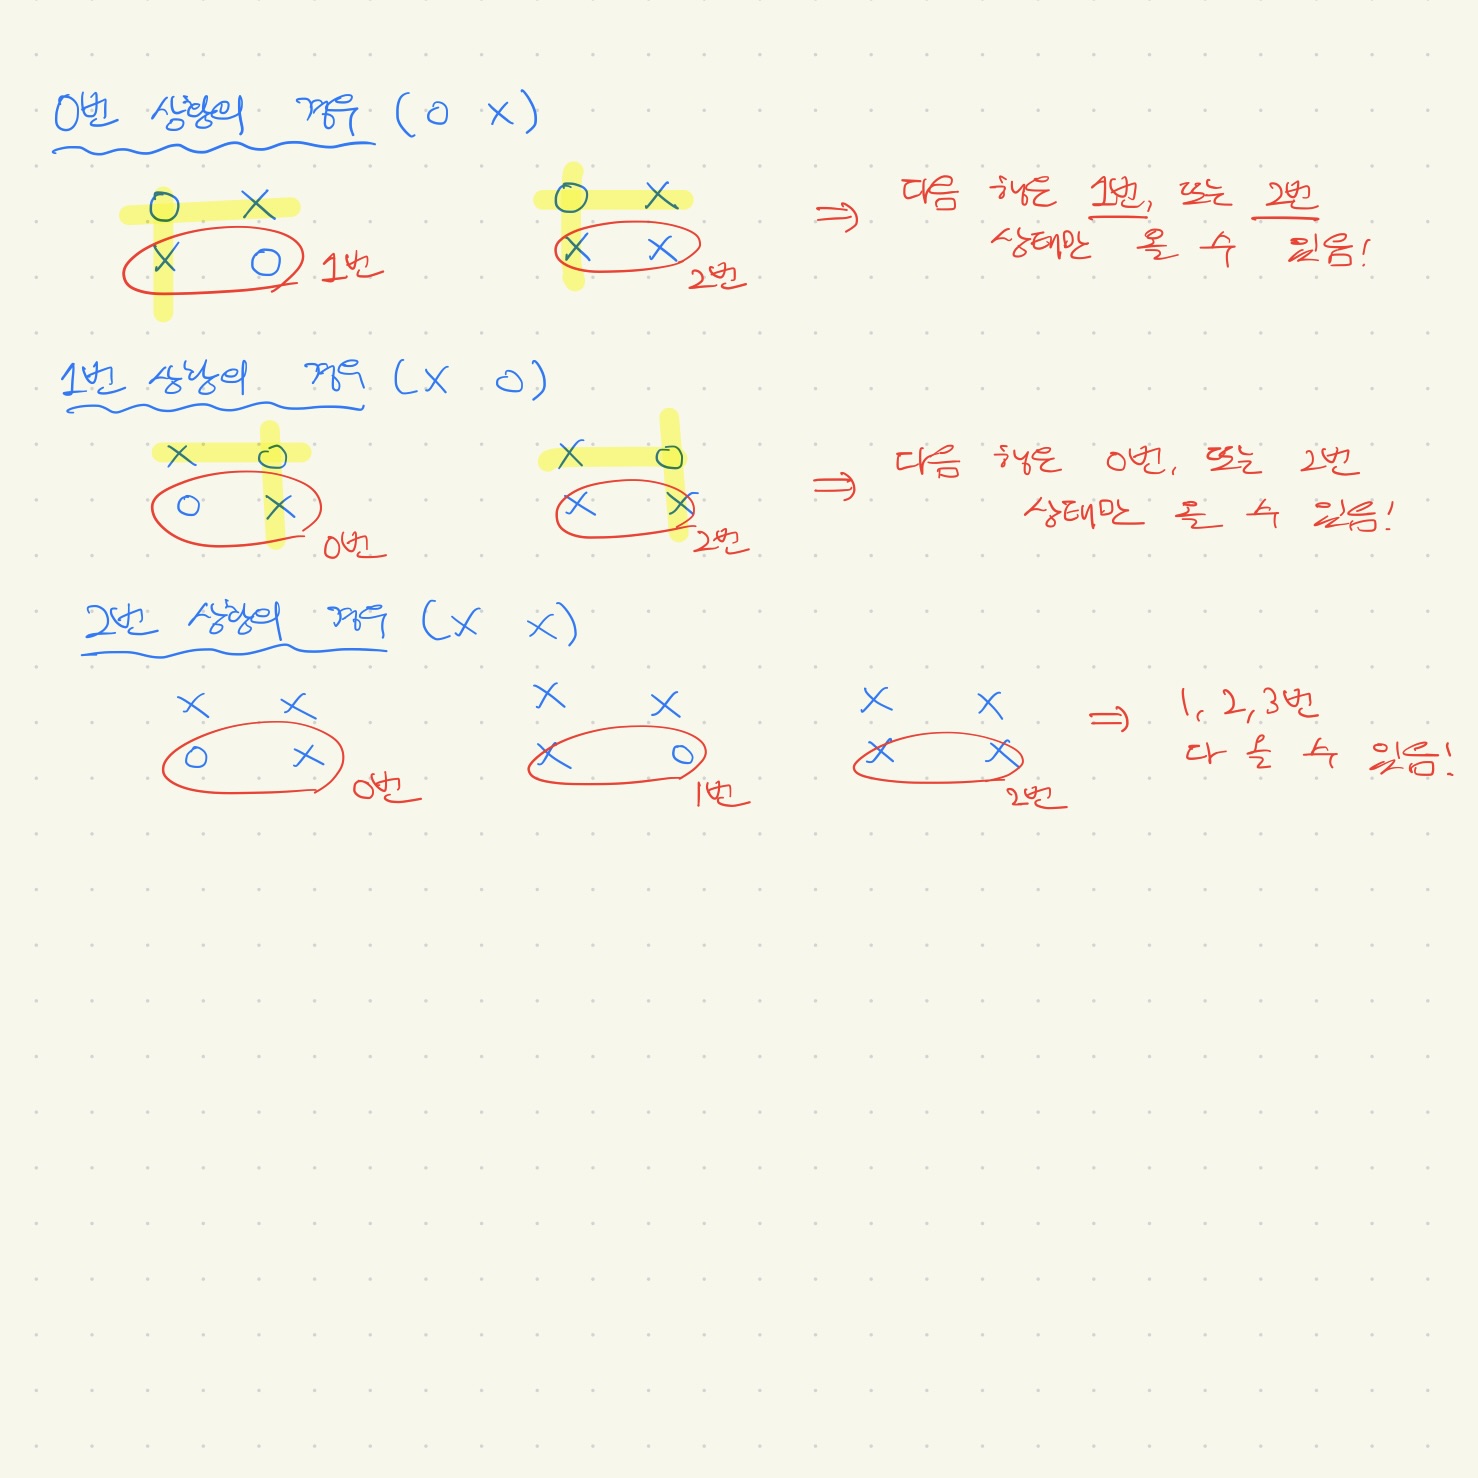 0번 상황의 경우 (O X)
O X
X O 1번
O X
X X 2번
⇒ 다음 행은 1번, 또는 2번
상태만 올 수 있음!
1번 상황의 경우 (X O)
X O
O X 0번
X O
X X 2번
⇒ 다음 행은 0번, 또는 2번
상태만 올 수 있음!
2번 상황의 경우 (X X)
X X
O X 0번
X X
X O 1번
X X
X X 2번
⇒ 1, 2, 3번
다 올 수 있음!